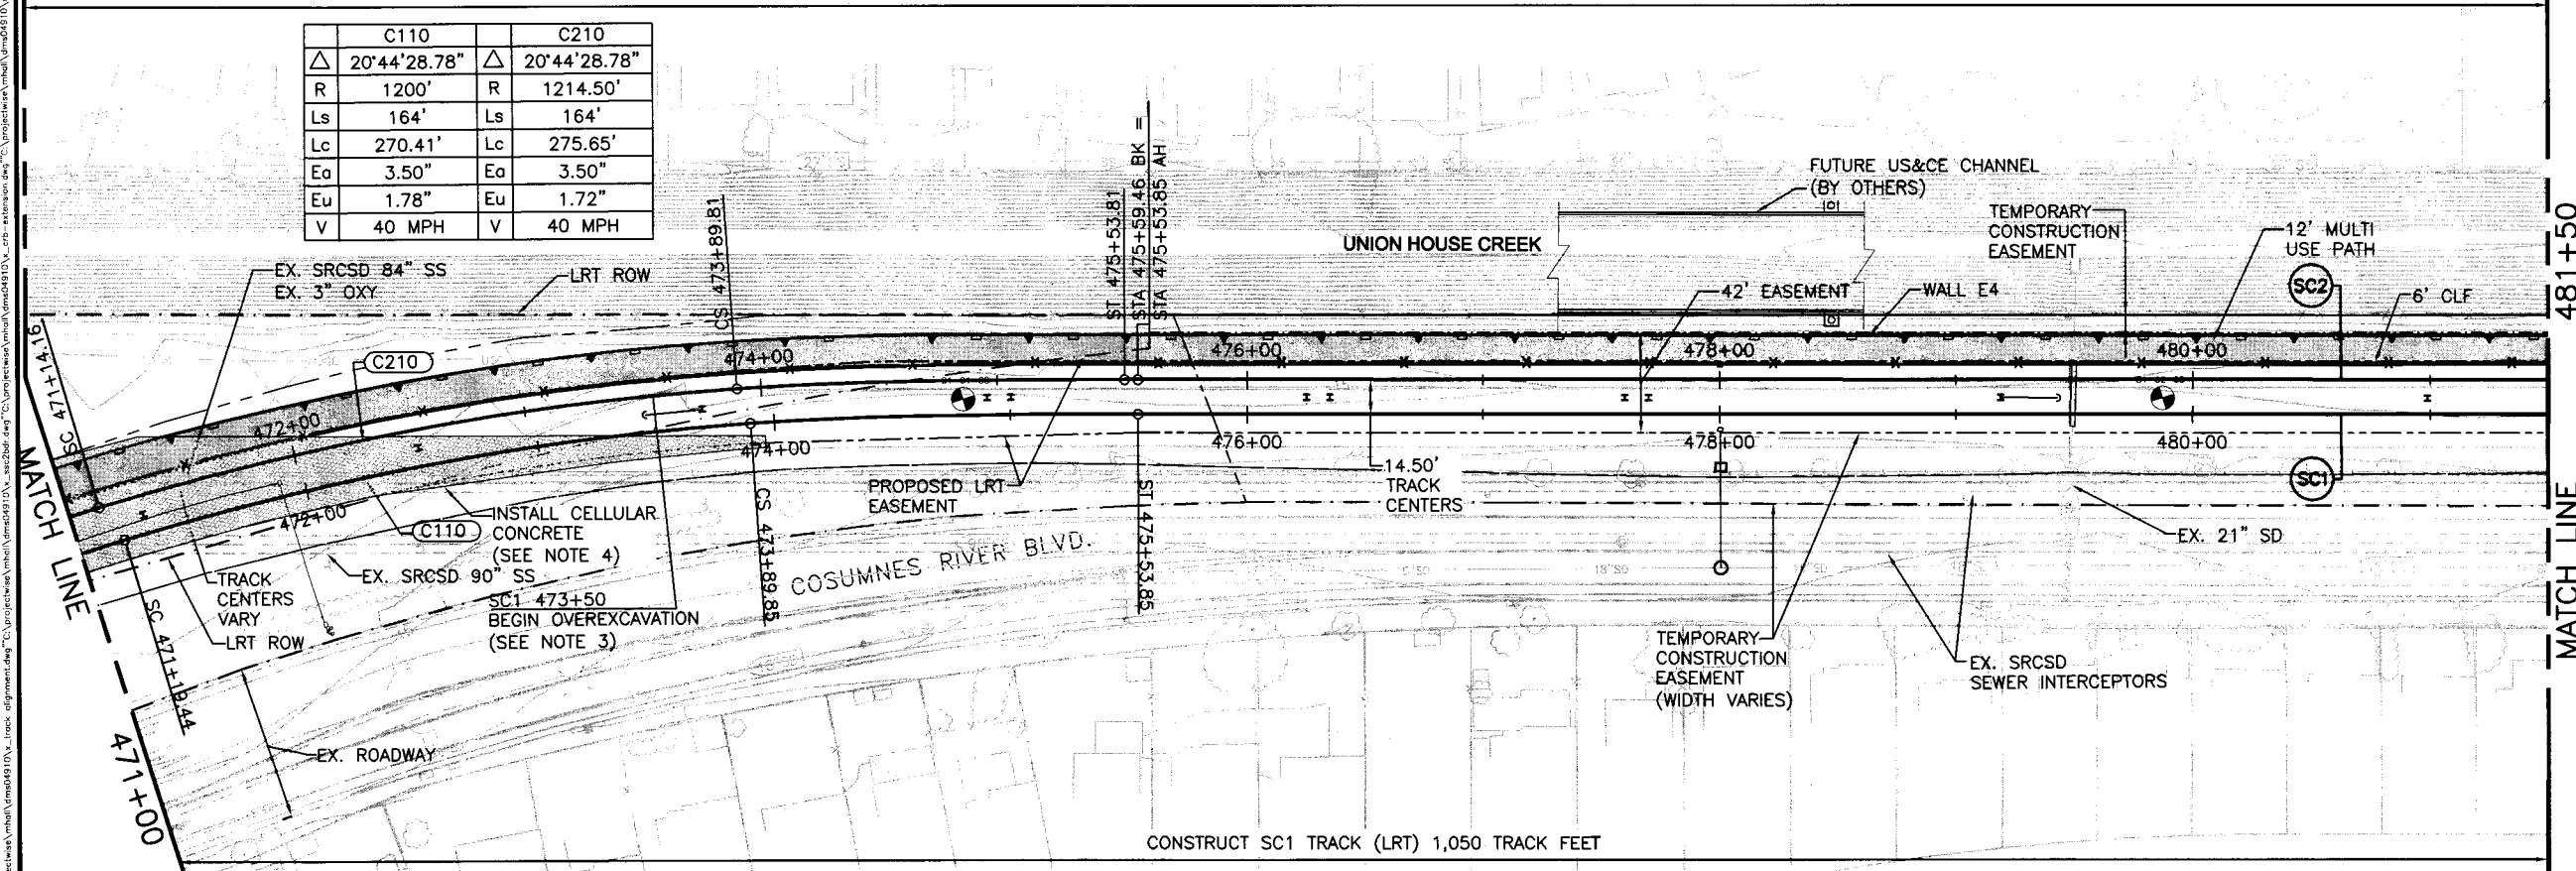 C110 C210
△ 20°44'28.78" △ 20°44'28.78"
R 1200' R 1214.50'
Ls 164' Ls 164'
Lc 270.41' Lc 275.65'
Ea 3.50" Ea 3.50"
Eu 1.78" Eu 1.72"
V 40 MPH V 40 MPH
EX. SRCSD 84" SS
EX. 3" OXY
LRT ROW
CS 473+89.81
ST 475+53.81
STA 475+59.46 BK =
STA 475+53.85 AH
UNION HOUSE CREEK
FUTURE US&CE CHANNEL
(BY OTHERS)
TEMPORARY
CONSTRUCTION
EASEMENT
12' MULTI
USE PATH
SC2
6' CLF
42' EASEMENT
WALL E4
MATCH LINE 481+50
SC 471+14.16
C210
472+00
474+00
476+00
478+00
480+00
472+00
474+00
476+00
478+00
480+00
MATCH LINE
471+00
C110
INSTALL CELLULAR
CONCRETE
(SEE NOTE 4)
PROPOSED LRT
EASEMENT
14.50'
TRACK
CENTERS
SC1
EX. 21" SD
TRACK
CENTERS
VARY
EX. SRCSD 90" SS
LRT ROW
SC 471+19.44
SC1 473+50
BEGIN OVEREXCAVATION
(SEE NOTE 3)
CS 473+89.85
COSUMNES RIVER BLVD.
ST 475+53.85
18"SD
TEMPORARY
CONSTRUCTION
EASEMENT
(WIDTH VARIES)
EX. SRCSD
SEWER INTERCEPTORS
EX. ROADWAY
CONSTRUCT SC1 TRACK (LRT) 1,050 TRACK FEET